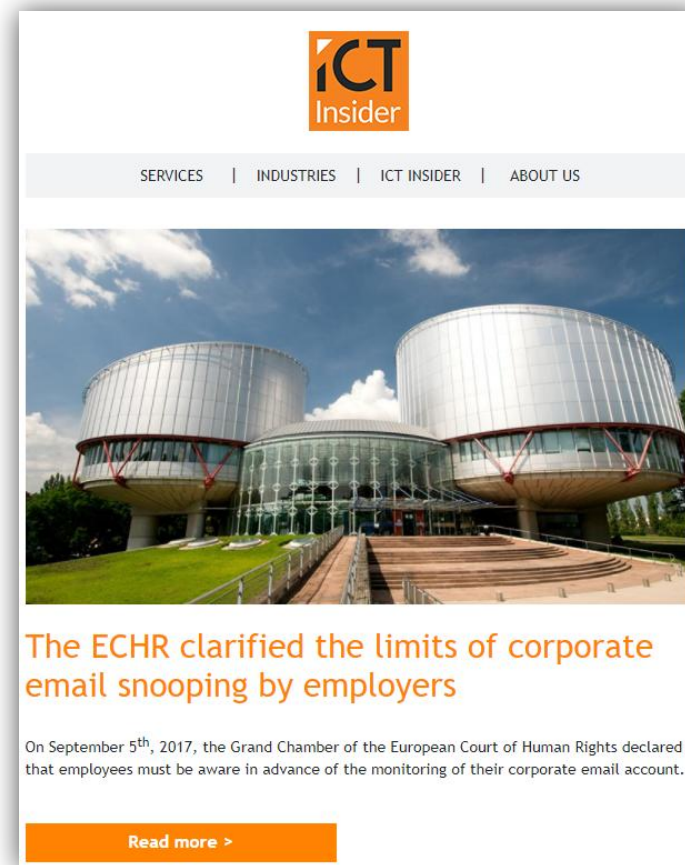 iCT
Insider
SERVICES | INDUSTRIES | ICT INSIDER | ABOUT US
The ECHR clarified the limits of corporate
email snooping by employers
On September 5th, 2017, the Grand Chamber of the European Court of Human Rights declared
that employees must be aware in advance of the monitoring of their corporate email account.
Read more >